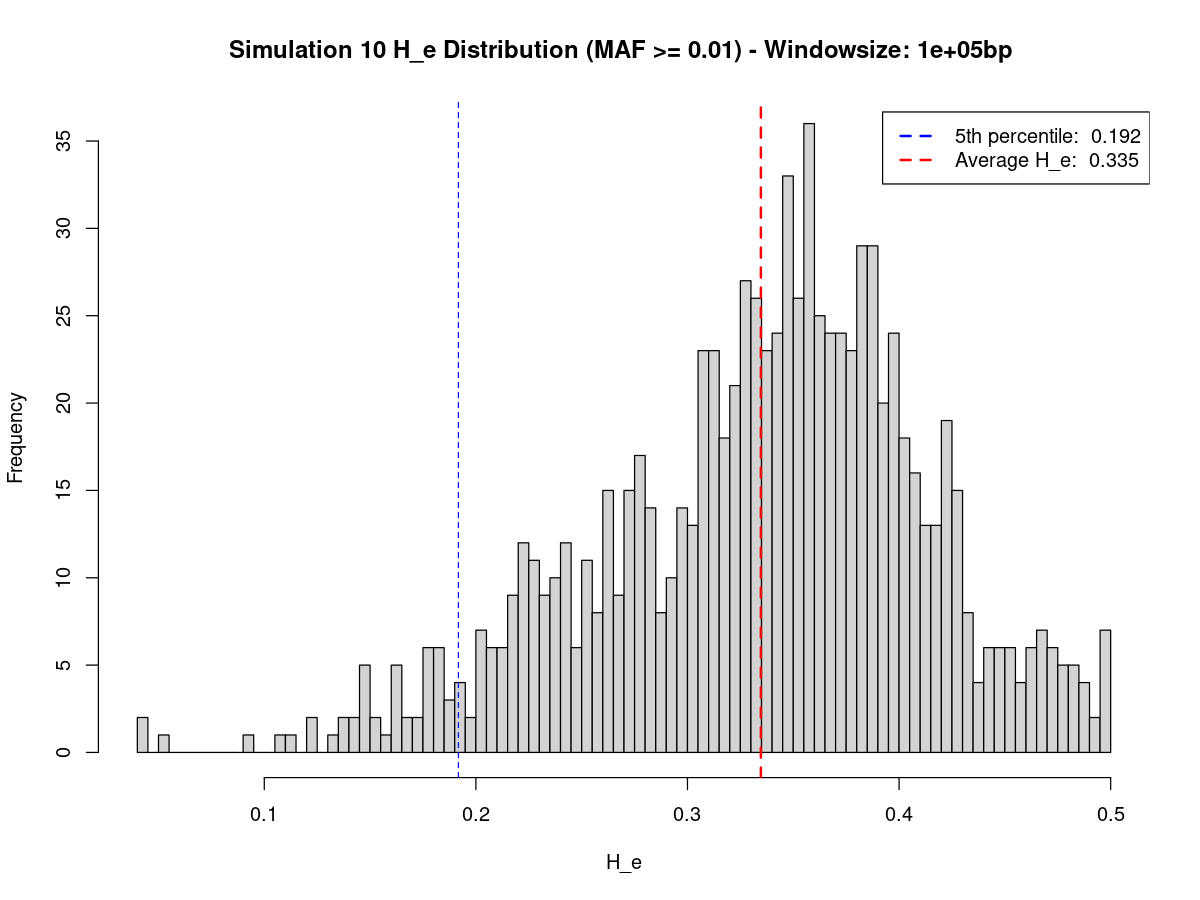 Simulation 10 H_e Distribution (MAF >= 0.01) - Windowsize: 1e+05bp
5th percentile: 0.192
Average H_e: 0.335
35
30
25
20
15
10
5
0
Frequency
0.1 0.2 0.3 0.4 0.5
H_e